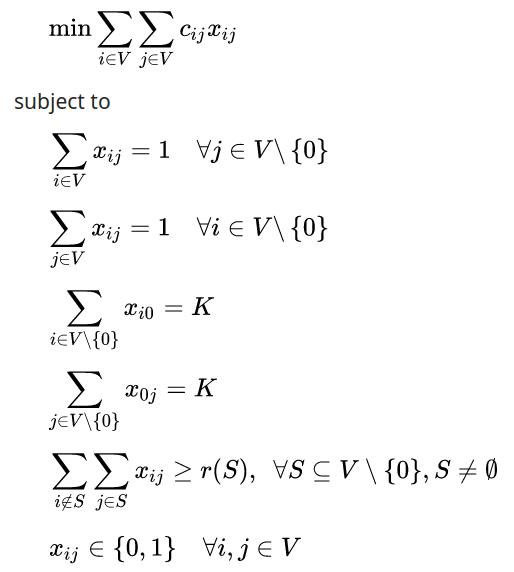 min ∑_{i∈V} ∑_{j∈V} c_{ij}x_{ij}
subject to
∑_{i∈V} x_{ij} = 1 ∀j ∈ V\ {0}
∑_{j∈V} x_{ij} = 1 ∀i ∈ V\ {0}
∑_{i∈V\{0}} x_{i0} = K
∑_{j∈V\{0}} x_{0j} = K
∑_{i∉S} ∑_{j∈S} x_{ij} ≥ r(S), ∀S ⊆ V \ {0}, S ≠ ∅
x_{ij} ∈ {0, 1} ∀i, j ∈ V